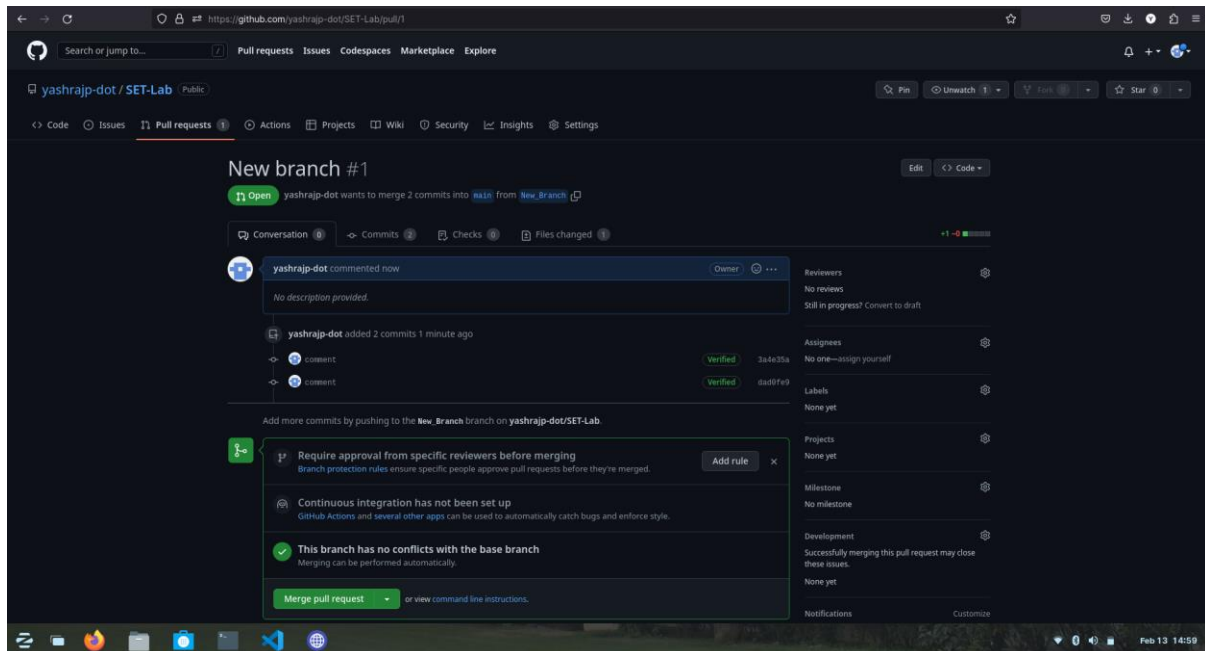 https://github.com/yashrajp-dot/SET-Lab/pull/1
Search or jump to... / Pull requests Issues Codespaces Marketplace Explore
yashrajp-dot / SET-Lab Public
Pin Unwatch 1 Fork 0 Star 0
Code Issues Pull requests 1 Actions Projects Wiki Security Insights Settings
New branch #1
Edit <> Code
Open yashrajp-dot wants to merge 2 commits into main from New_Branch
Conversation 0 Commits 2 Checks 0 Files changed 1
+1 −0
yashrajp-dot commented now Owner ...
No description provided.
yashrajp-dot added 2 commits 1 minute ago
comment Verified 3a4e35a
comment Verified dad0fe9
Add more commits by pushing to the New_Branch branch on yashrajp-dot/SET-Lab.
Require approval from specific reviewers before merging
Branch protection rules ensure specific people approve pull requests before they're merged.
Add rule
Continuous integration has not been set up
GitHub Actions and several other apps can be used to automatically catch bugs and enforce style.
This branch has no conflicts with the base branch
Merging can be performed automatically.
Merge pull request or view command line instructions.
Reviewers
No reviews
Still in progress? Convert to draft
Assignees
No one—assign yourself
Labels
None yet
Projects
None yet
Milestone
No milestone
Development
Successfully merging this pull request may close
these issues.
None yet
Notifications Customize
Feb 13 14:59